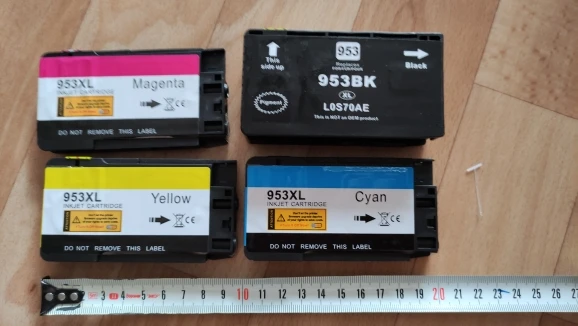 953XL Magenta
INKJET CARTRIDGE
DO NOT REMOVE THIS LABEL
This
side up
953
Replaces
Black
953BK
XL
L0S70AE
This is NOT an OEM product
Pigment
953XL Yellow
INKJET CARTRIDGE
DO NOT REMOVE THIS LABEL
953XL Cyan
INKJET CARTRIDGE
DO NOT REMOVE THIS LABEL
2 3 4 5 6 7 8 9 10 11 12 13 14 15 16 17 18 19 20 21 22 23 24 25 26 27